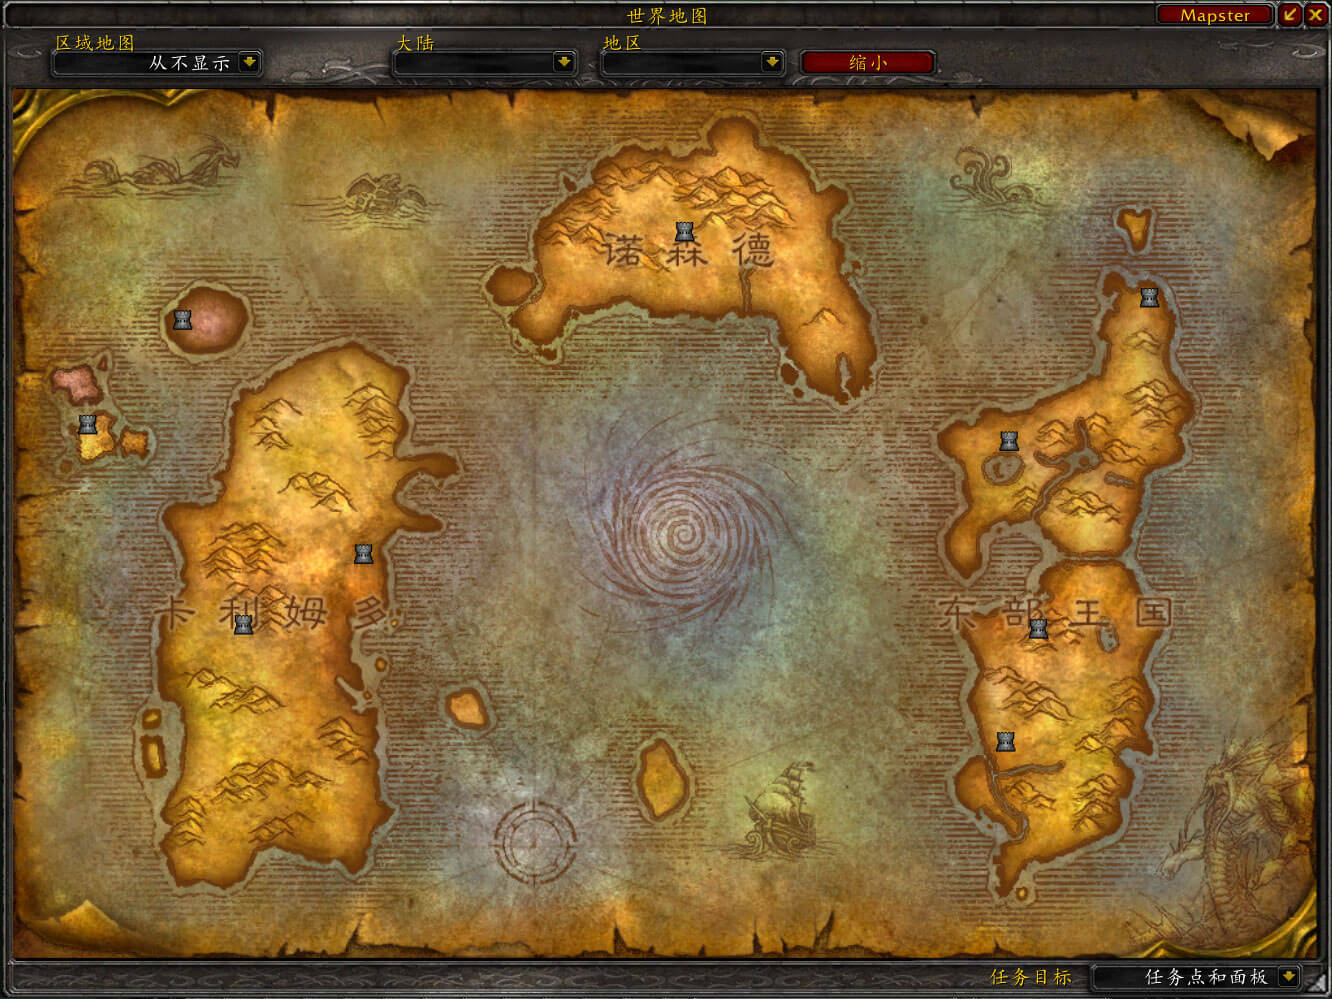 世界地图
Mapster
区域地图
大陆
地区
从不显示
缩小
诺森德
卡利姆多
东部王国
任务目标
任务点和面板